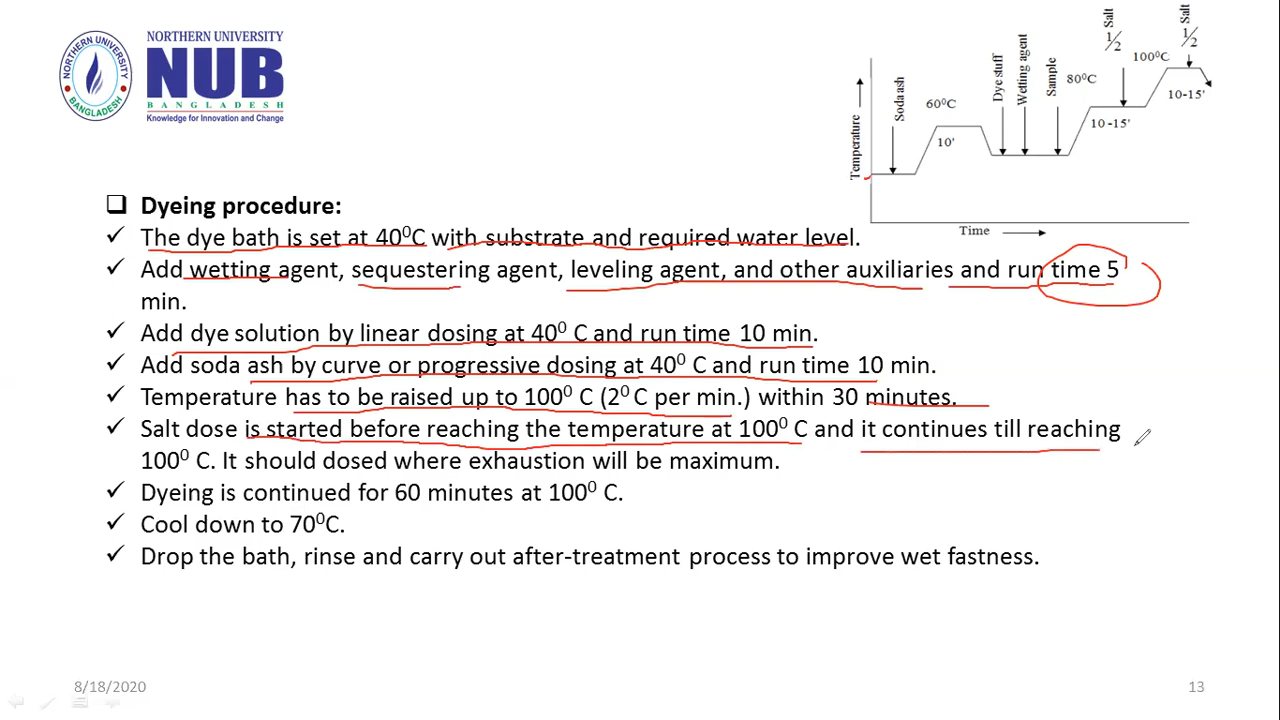 NORTHERN UNIVERSITY
NUB
BANGLADESH
Knowledge for Innovation and Change
NORTHERN UNIVERSITY
BANGLADESH
Salt
1/2
Salt
1/2
100⁰C
80⁰C
60⁰C
Soda ash
Dye stuff
Wetting agent
Sample
10'
10 -15'
10-15'
Temperature
Time
❑ Dyeing procedure:
✓ The dye bath is set at 40⁰C with substrate and required water level.
✓ Add wetting agent, sequestering agent, leveling agent, and other auxiliaries and run time 5
min.
✓ Add dye solution by linear dosing at 40⁰ C and run time 10 min.
✓ Add soda ash by curve or progressive dosing at 40⁰ C and run time 10 min.
✓ Temperature has to be raised up to 100⁰ C (2⁰ C per min.) within 30 minutes.
✓ Salt dose is started before reaching the temperature at 100⁰ C and it continues till reaching
100⁰ C. It should dosed where exhaustion will be maximum.
✓ Dyeing is continued for 60 minutes at 100⁰ C.
✓ Cool down to 70⁰C.
✓ Drop the bath, rinse and carry out after-treatment process to improve wet fastness.
8/18/2020
13